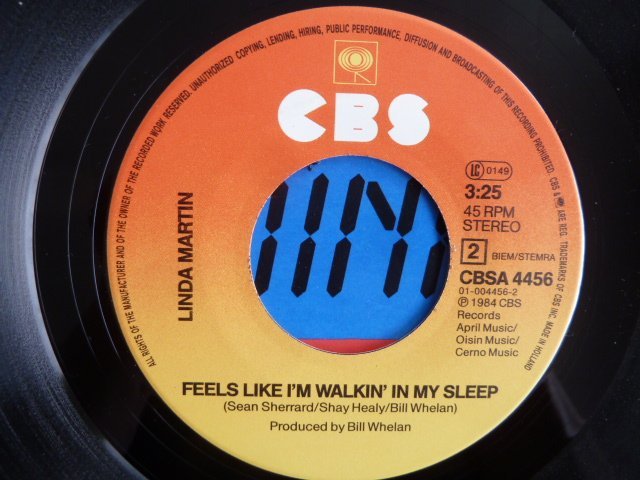 ALL RIGHTS OF THE MANUFACTURER AND OF THE OWNER OF THE RECORDED WORK RESERVED. UNAUTHORIZED COPYING, LENDING, HIRING, PUBLIC PERFORMANCE, DIFFUSION AND BROADCASTING OF THIS RECORDING PROHIBITED. CBS & ARE REG. TRADEMARKS OF CBS INC. MADE IN HOLLAND
CBS
LC 0149
3:25
45 RPM
STEREO
2 BIEM/STEMRA
CBSA 4456
01-004456-2
℗ 1984 CBS
Records
April Music/
Oisin Music/
Cerno Music
LINDA MARTIN
FEELS LIKE I'M WALKIN' IN MY SLEEP
(Sean Sherrard/Shay Healy/Bill Whelan)
Produced by Bill Whelan